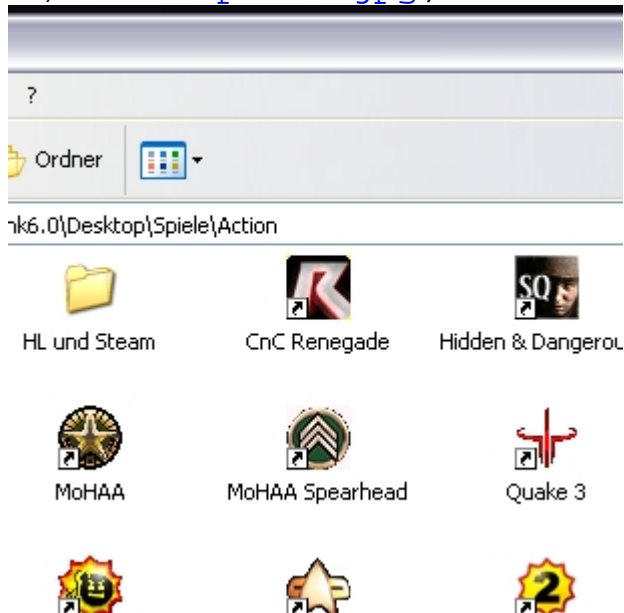 ?
Ordner
nk6.0\Desktop\Spiele\Action
SQ
HL und Steam
CnC Renegade
Hidden & Dangerou
MoHAA
MoHAA Spearhead
Quake 3
2